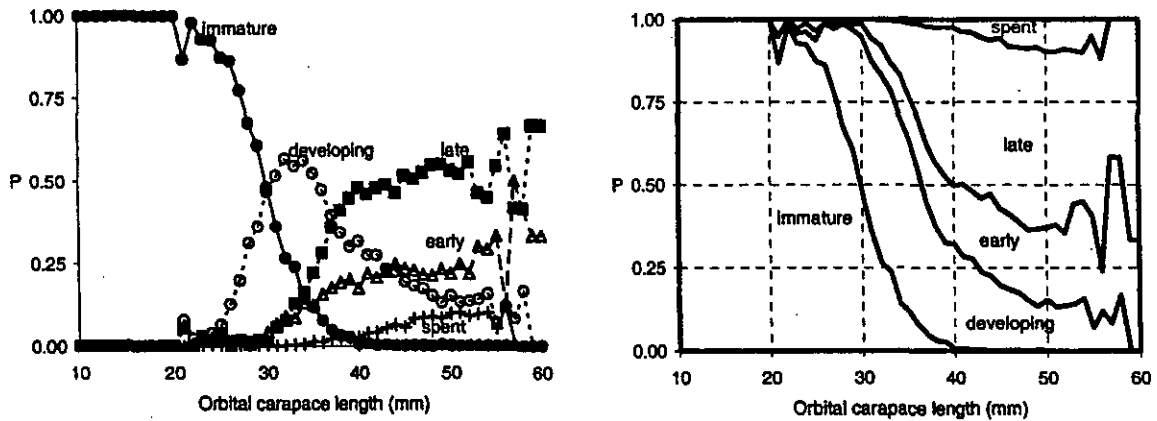 1.00
immature
0.75
developing
late
P
0.50
early
0.25
spent
0.00
10 20 30 40 50 60
Orbital carapace length (mm)
1.00
spent
0.75
late
P
0.50
immature
early
0.25
developing
0.00
10 20 30 40 50 60
Orbital carapace length (mm)